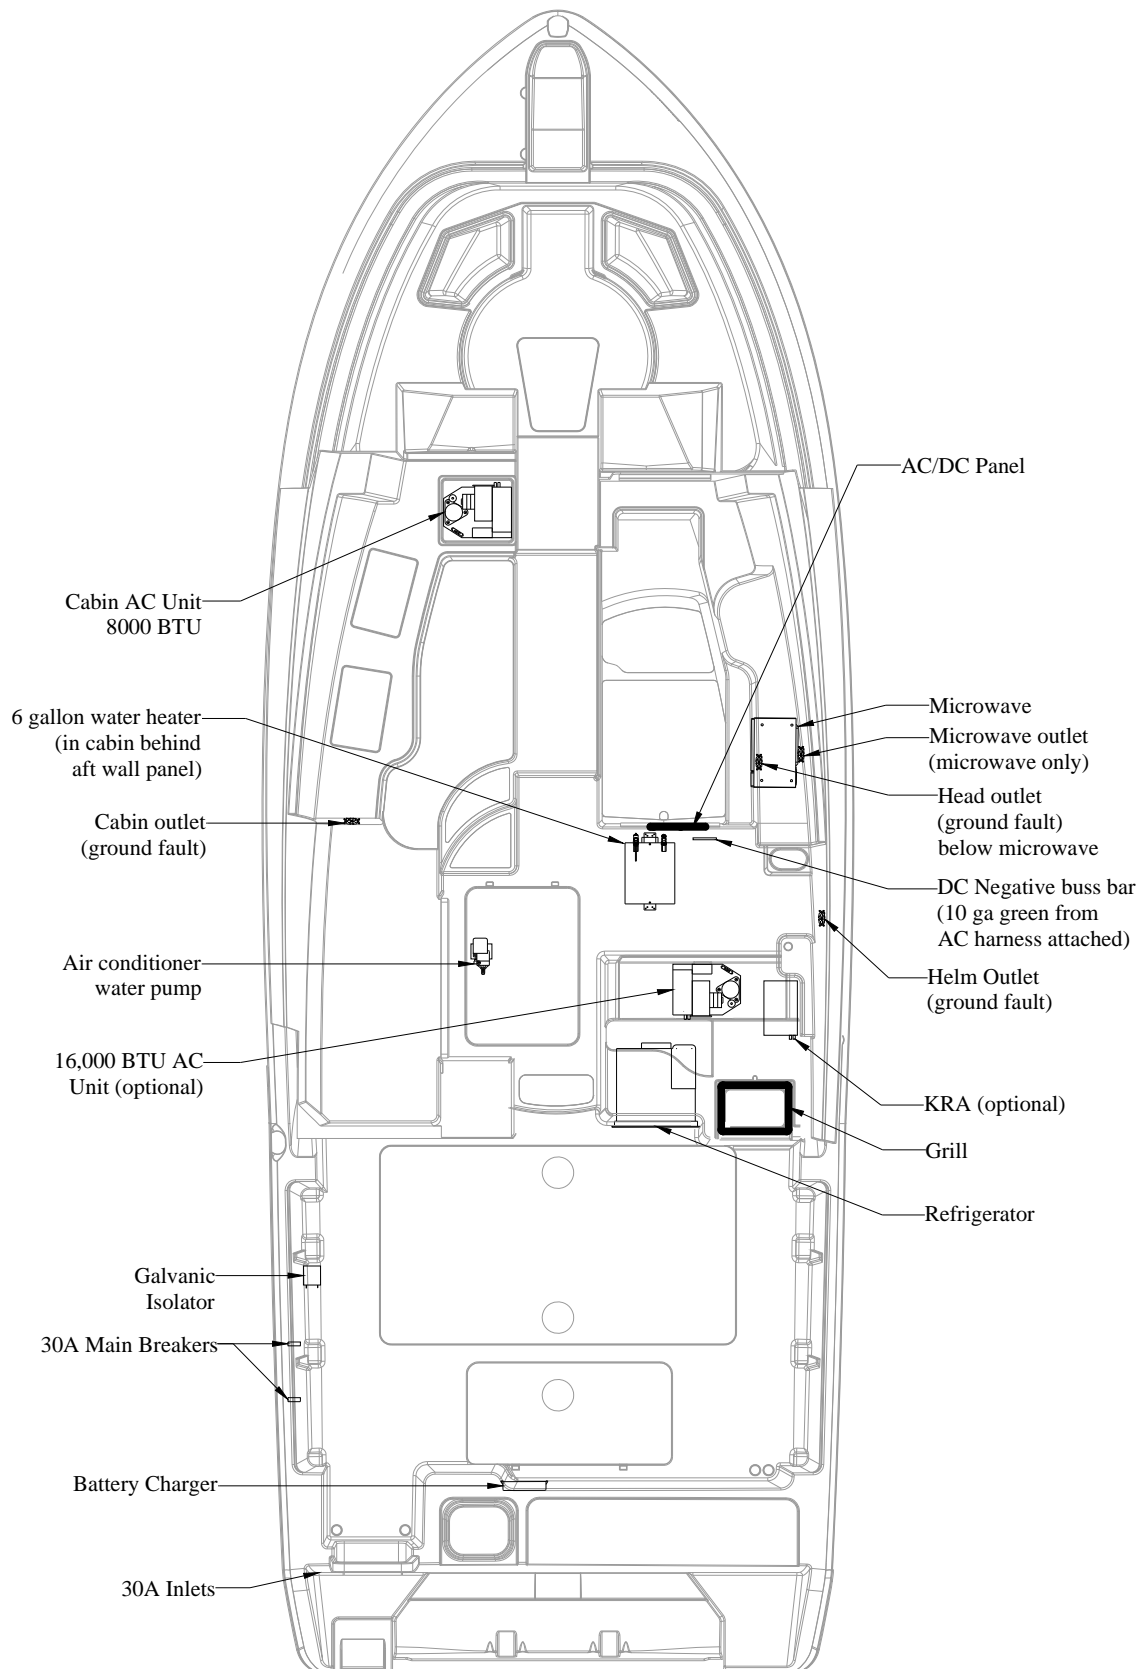 AC/DC Panel
Cabin AC Unit
8000 BTU
6 gallon water heater
(in cabin behind
aft wall panel)
Microwave
Microwave outlet
(microwave only)
Head outlet
(ground fault)
below microwave
Cabin outlet
(ground fault)
DC Negative buss bar
(10 ga green from
AC harness attached)
Air conditioner
water pump
Helm Outlet
(ground fault)
16,000 BTU AC
Unit (optional)
KRA (optional)
Grill
Refrigerator
Galvanic
Isolator
30A Main Breakers
Battery Charger
30A Inlets